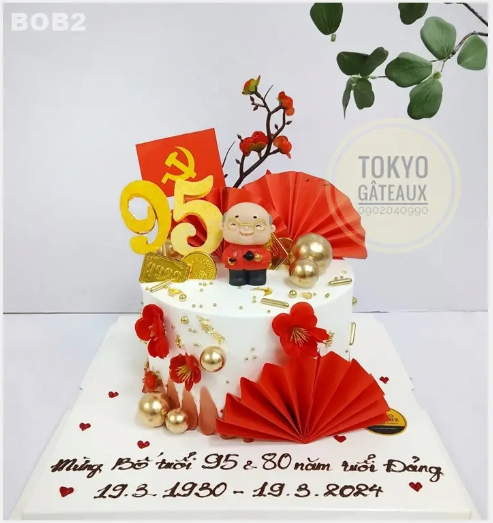 BOB2
TOKYO
GÂTEAUX
0902040990
95
9999
Mừng Bố tuổi 95 & 80 năm tuổi Đảng
19.3.1930 - 19.3.2024